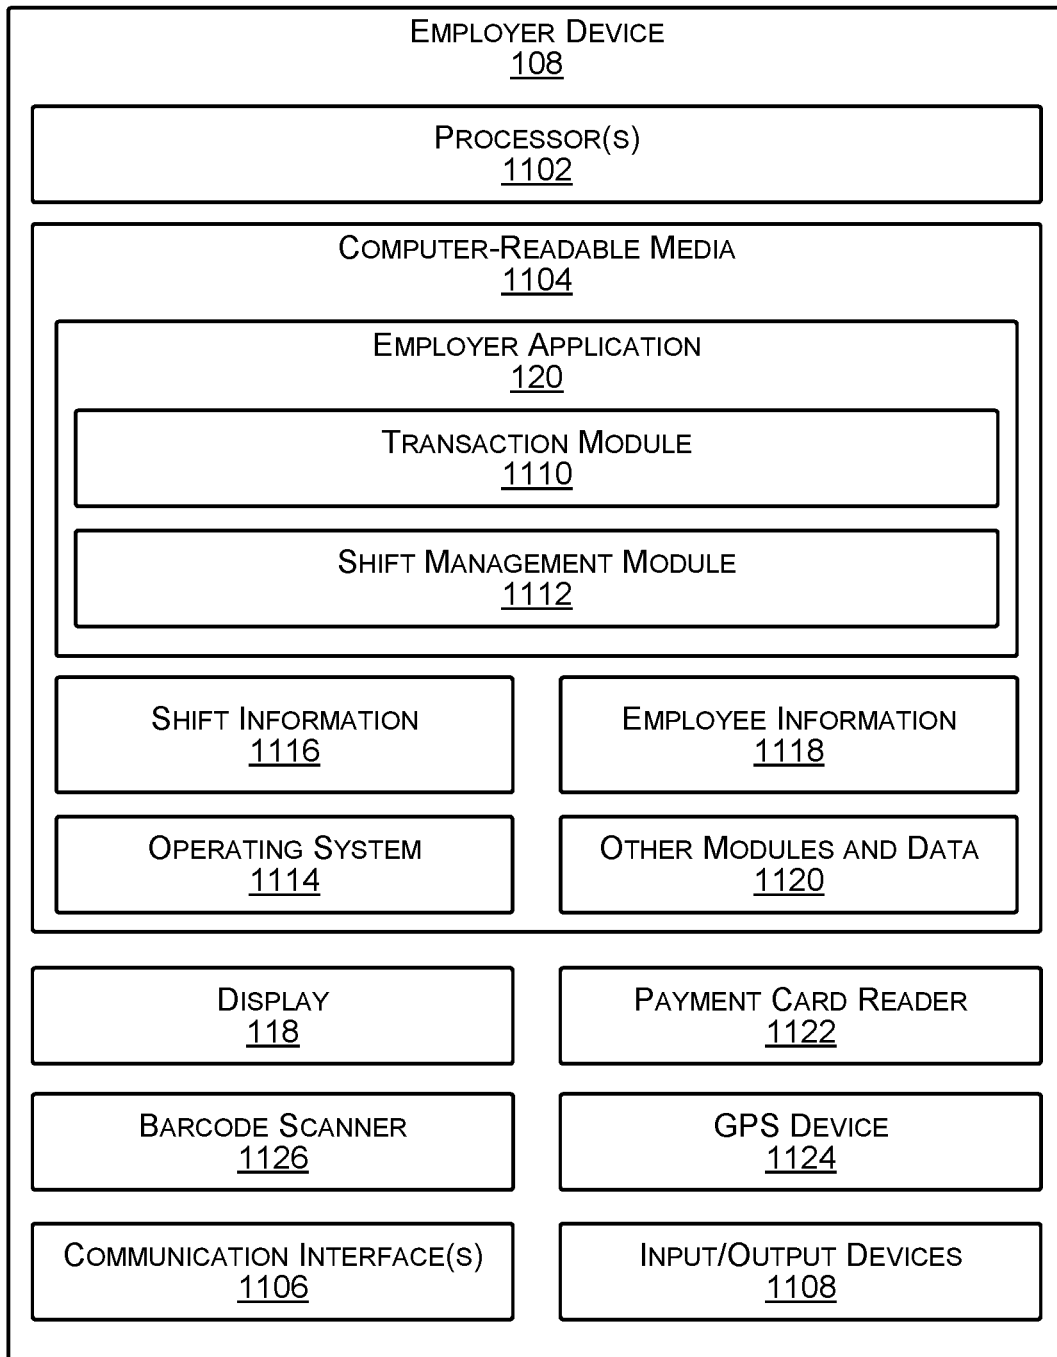 EMPLOYER DEVICE
108
PROCESSOR(S)
1102
COMPUTER-READABLE MEDIA
1104
EMPLOYER APPLICATION
120
TRANSACTION MODULE
1110
SHIFT MANAGEMENT MODULE
1112
SHIFT INFORMATION
1116
EMPLOYEE INFORMATION
1118
OPERATING SYSTEM
1114
OTHER MODULES AND DATA
1120
DISPLAY
118
PAYMENT CARD READER
1122
BARCODE SCANNER
1126
GPS DEVICE
1124
COMMUNICATION INTERFACE(S)
1106
INPUT/OUTPUT DEVICES
1108